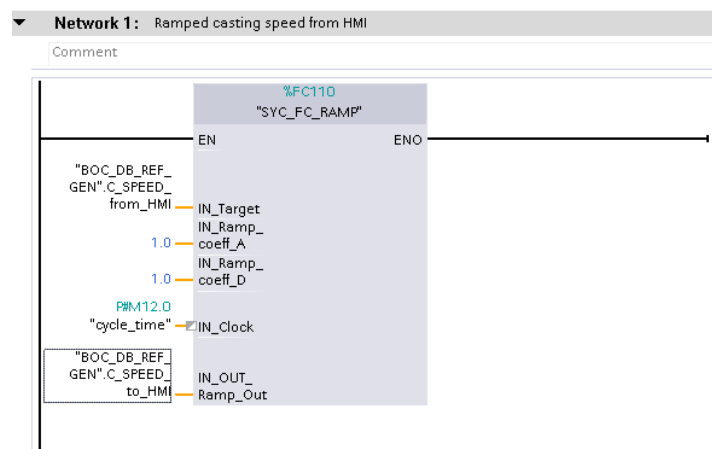 Network 1: Ramped casting speed from HMI
Comment
%FC110
"SYC_FC_RAMP"
EN ENO
"BOC_DB_REF_
GEN".C_SPEED_
from_HMI IN_Target
IN_Ramp_
1.0 coeff_A
IN_Ramp_
1.0 coeff_D
P#M12.0
"cycle_time" IN_Clock
"BOC_DB_REF_
GEN".C_SPEED_ IN_OUT_
to_HMI Ramp_Out